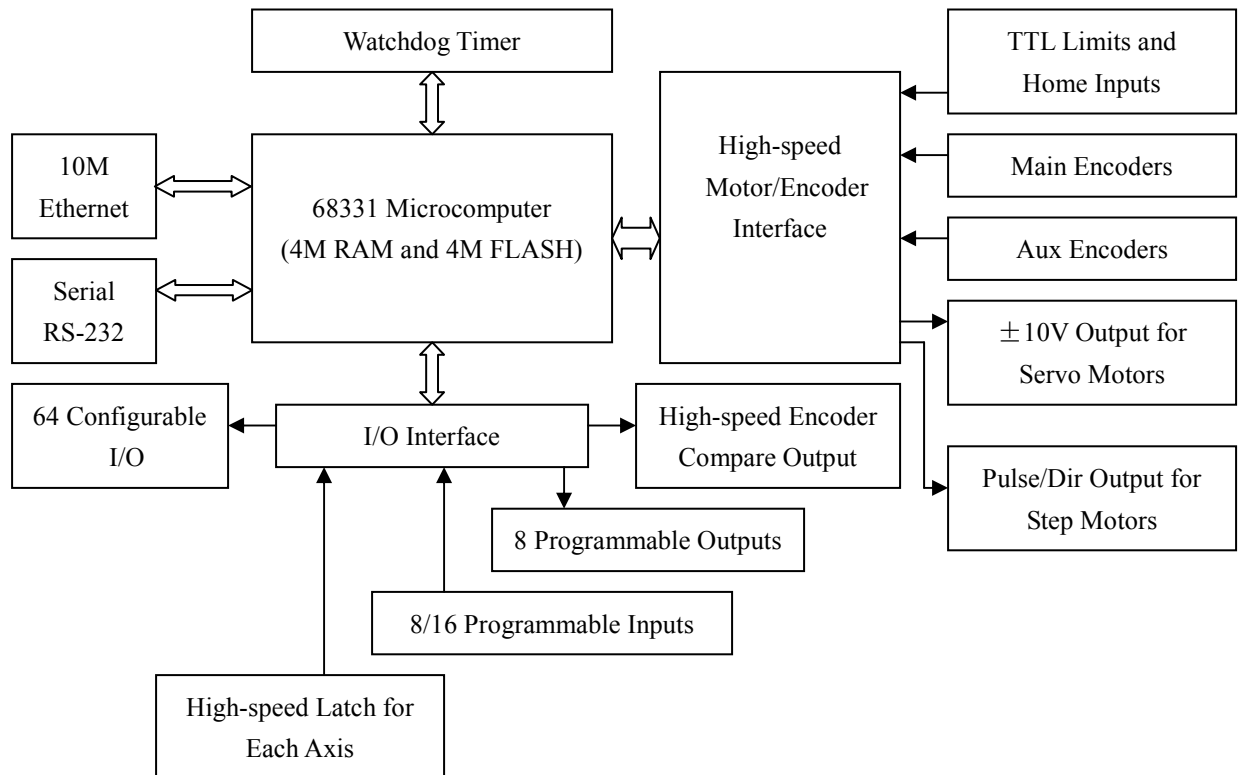 Watchdog Timer
TTL Limits and
Home Inputs
10M
Ethernet
68331 Microcomputer
(4M RAM and 4M FLASH)
High-speed
Motor/Encoder
Interface
Main Encoders
Aux Encoders
Serial
RS-232
±10V Output for
Servo Motors
64 Configurable
I/O
I/O Interface
High-speed Encoder
Compare Output
Pulse/Dir Output for
Step Motors
8 Programmable Outputs
8/16 Programmable Inputs
High-speed Latch for
Each Axis